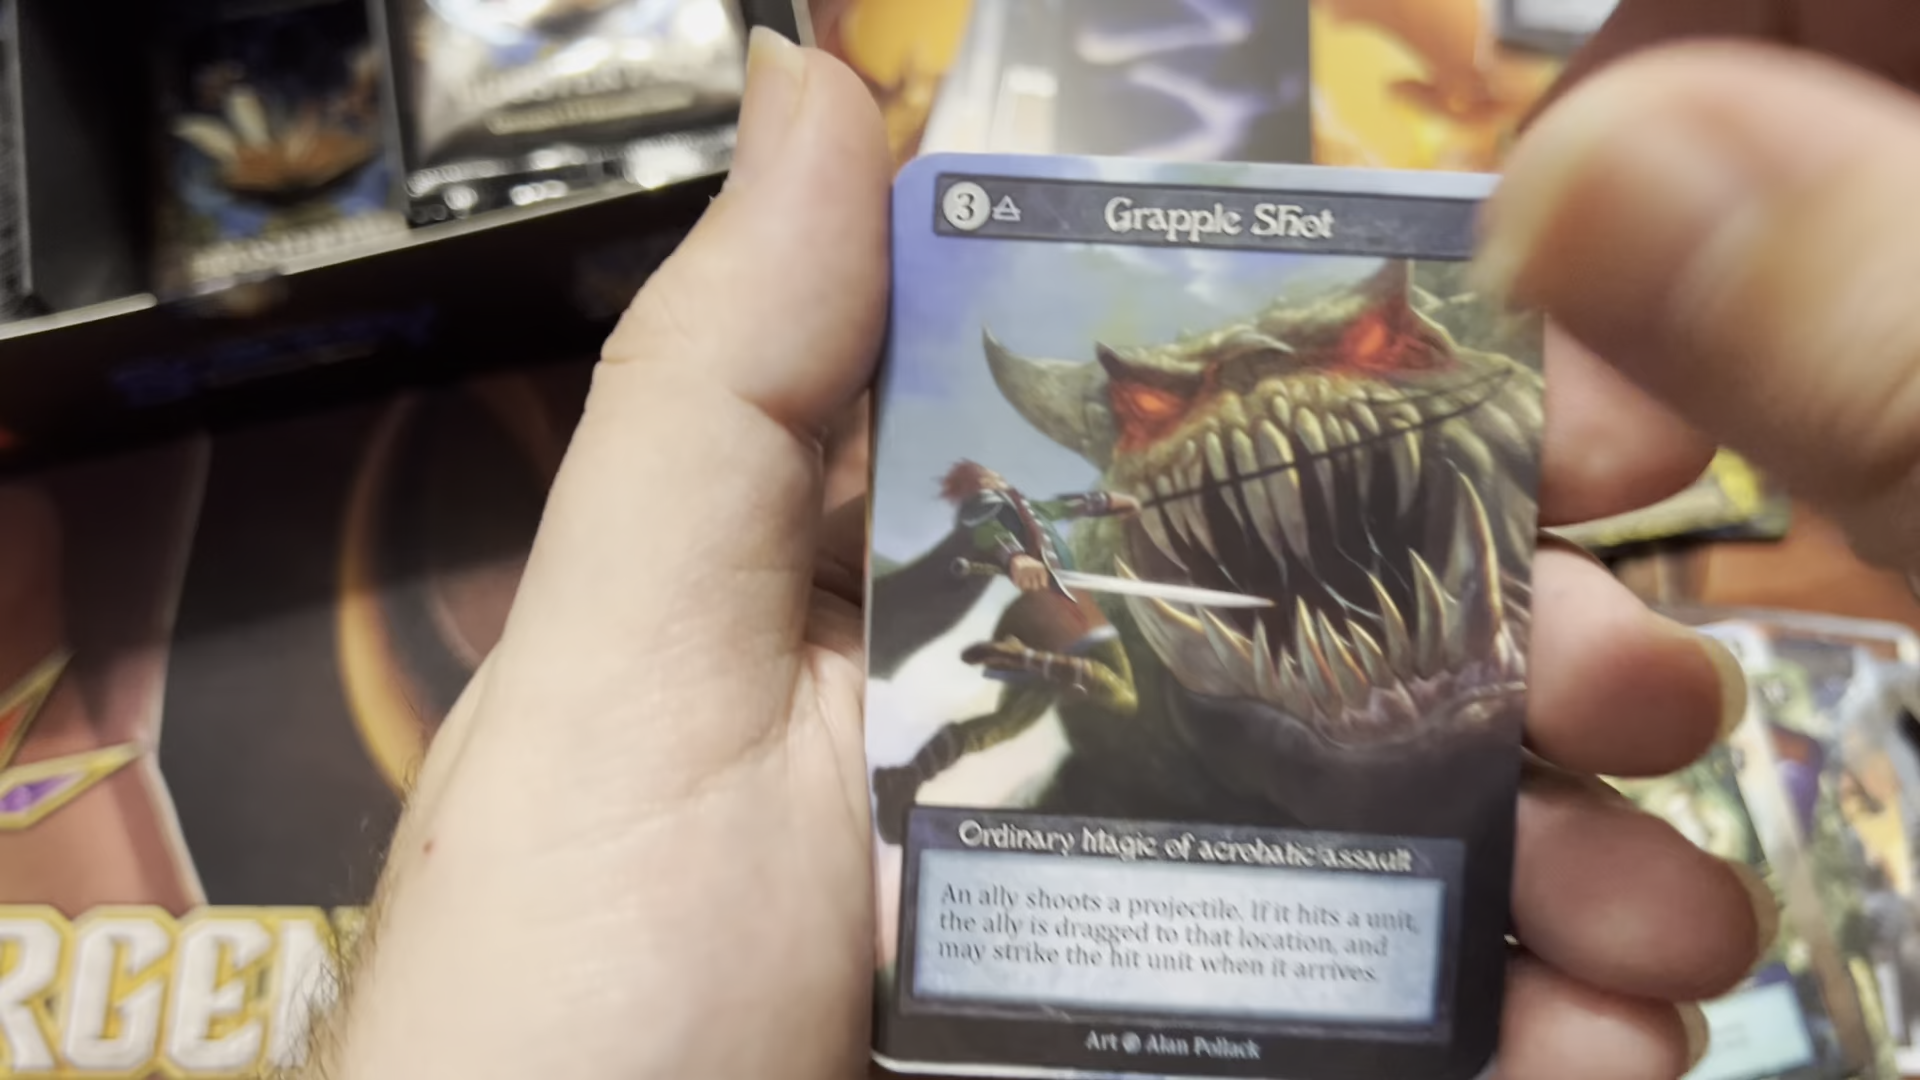 3
Grapple Shot
Ordinary Magic of acrobatic assault
An ally shoots a projectile. If it hits a unit,
the ally is dragged to that location, and
may strike the hit unit when it arrives.
Art @ Alan Pollack
RGEN